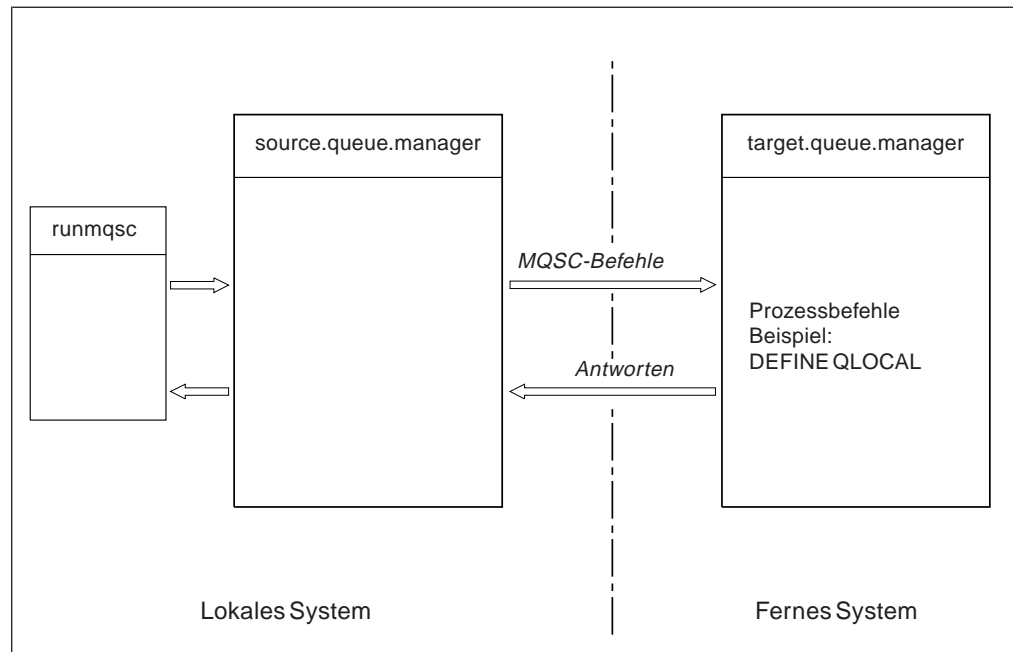 source.queue.manager
target.queue.manager
runmqsc
MQSC-Befehle
Prozessbefehle
Beispiel:
DEFINE QLOCAL
Antworten
Lokales System
Fernes System